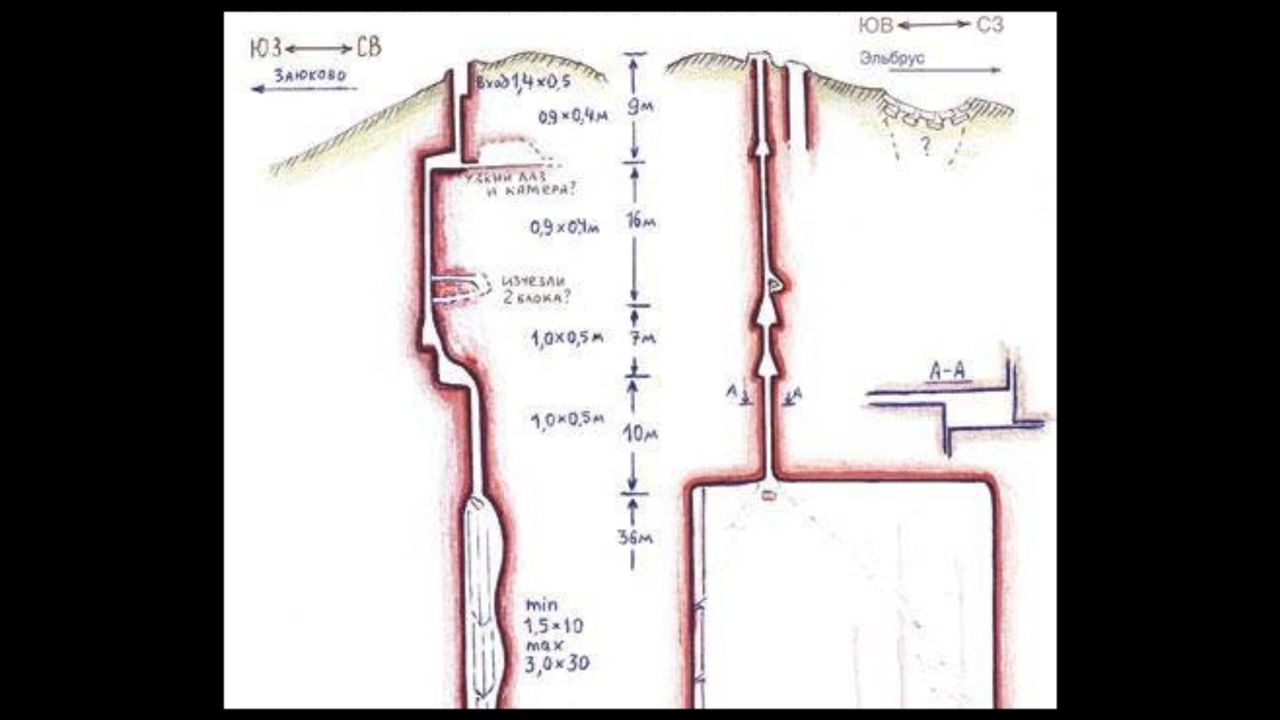 ЮЗ СВ
ЗАЮКОВО
вход 1,4×0,5
0,9×0,4м
9м
УЗКИЙ ЛАЗ
И КАМЕРА?
0,9×0,4м
16м
ИЗЧЕЗЛИ
2 БЛОКА?
1,0×0,5м
7м
1,0×0,5м
10м
36м
min
1,5×10
max
3,0×30
ЮВ СЗ
Эльбрус
?
А А
А-А